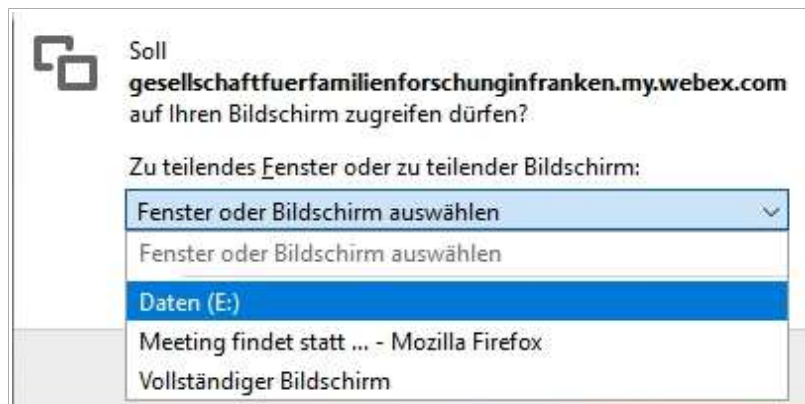 Soll
gesellschaftfuerfamilienforschunginfranken.my.webex.com
auf Ihren Bildschirm zugreifen dürfen?
Zu teilendes Fenster oder zu teilender Bildschirm:
Fenster oder Bildschirm auswählen
Fenster oder Bildschirm auswählen
Daten (E:)
Meeting findet statt ... - Mozilla Firefox
Vollständiger Bildschirm